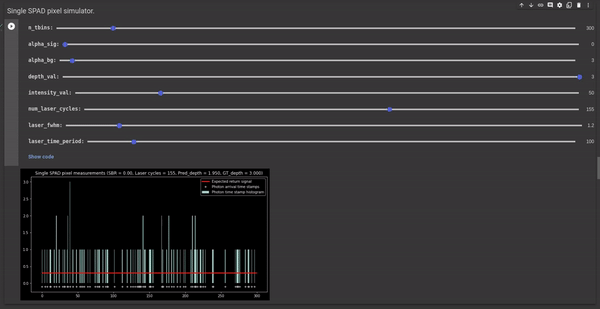 Single SPAD pixel simulator.
n_tbins: 300
alpha_sig: 0
alpha_bg: 3
depth_val: 3
intensity_val: 50
num_laser_cycles: 155
laser_fwhm: 1.2
laser_time_period: 100
Show code
Single SPAD pixel measurements (SBR = 0.00, Laser cycles = 155, Pred_depth = 1.950, GT_depth = 3.000)
Expected return signal
Photon arrival time stamps
Photon time stamp histogram
3.0
2.5
2.0
1.5
1.0
0.5
0.0
0 50 100 150 200 250 300